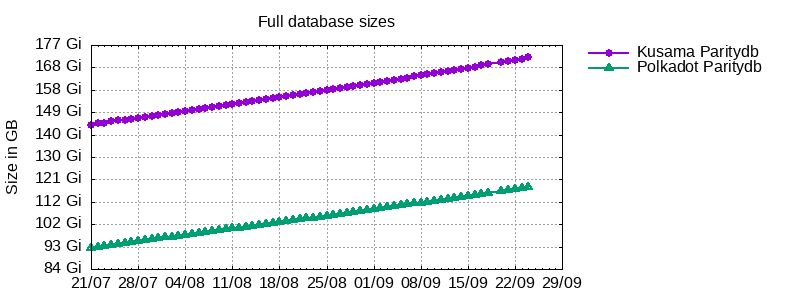 Full database sizes
177 Gi
168 Gi
158 Gi
149 Gi
140 Gi
130 Gi
121 Gi
112 Gi
102 Gi
93 Gi
84 Gi
Size in GB
21/07 28/07 04/08 11/08 18/08 25/08 01/09 08/09 15/09 22/09 29/09
Kusama Paritydb
Polkadot Paritydb